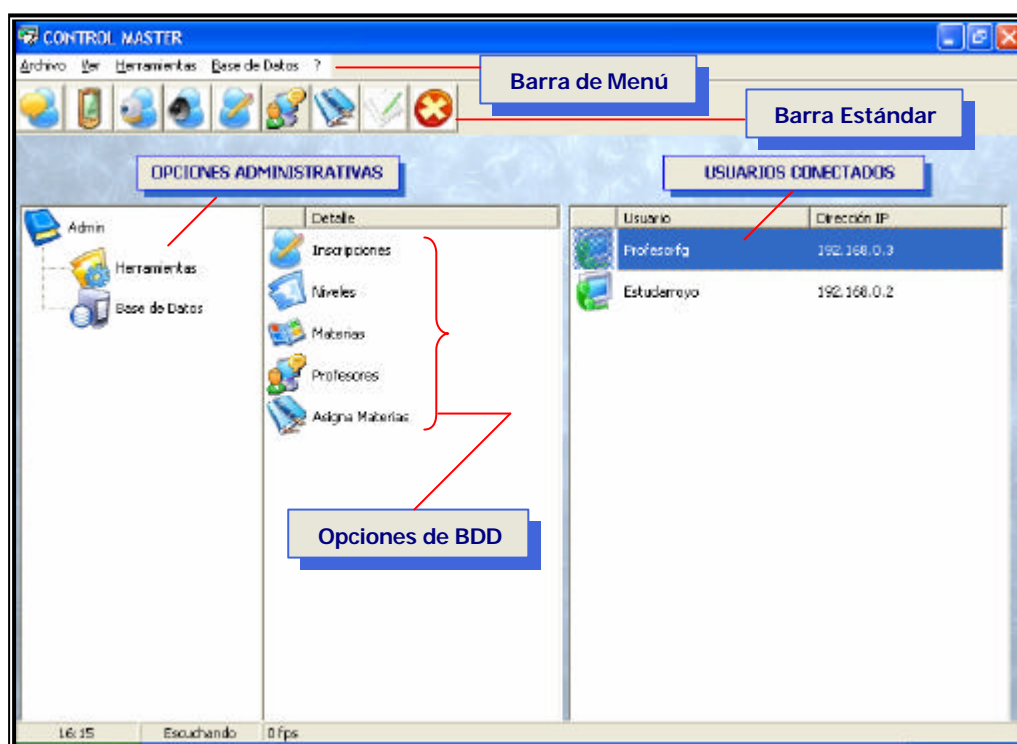 CONTROL MASTER
Archivo Ver Herramientas Base de Datos ?
Barra de Menú
Barra Estándar
OPCIONES ADMINISTRATIVAS
USUARIOS CONECTADOS
Admin
Herramientas
Base de Datos
Detalle
Inscripciones
Niveles
Materias
Profesores
Asigna Materias
Opciones de BDD
Usuario Dirección IP
Profesorfg 192.168.0.3
Estudarroyo 192.168.0.2
16:15 Escuchando 0 fps